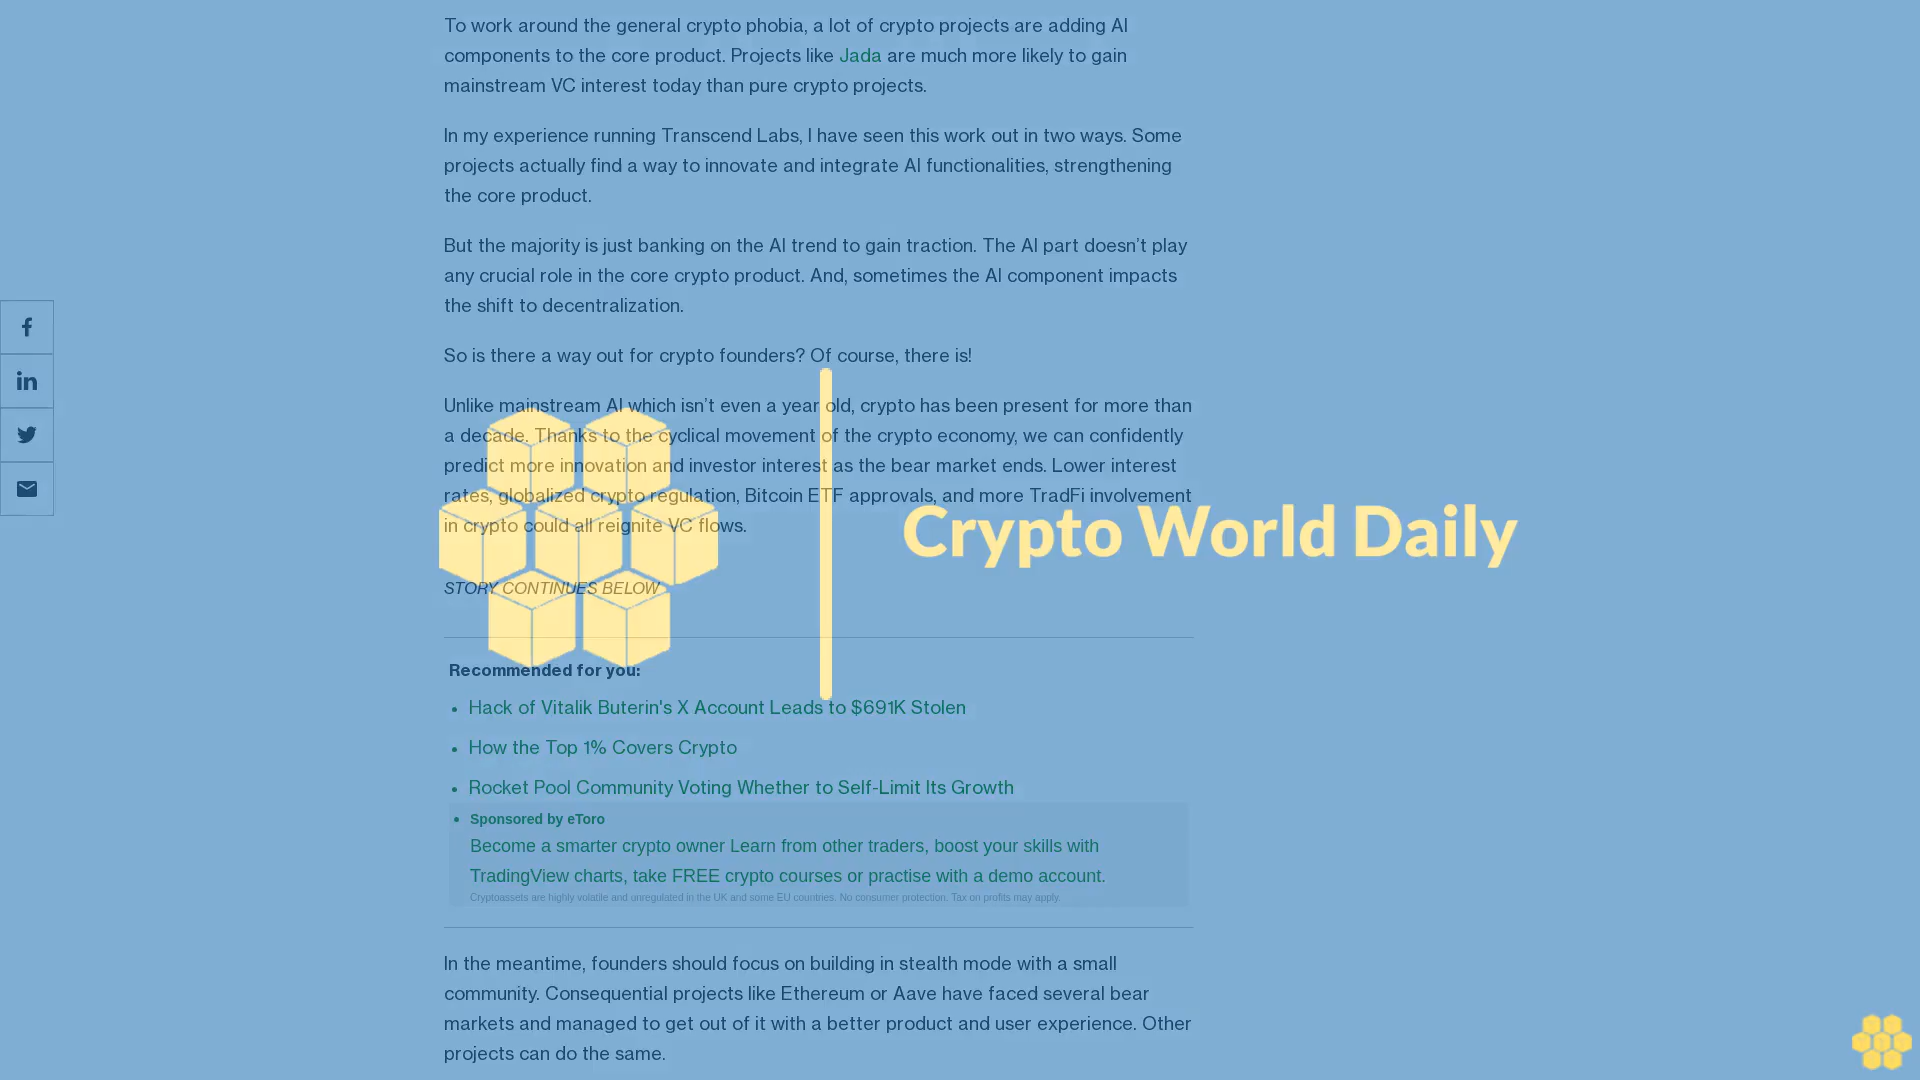 To work around the general crypto phobia, a lot of crypto projects are adding AI
components to the core product. Projects like Jada are much more likely to gain
mainstream VC interest today than pure crypto projects.
In my experience running Transcend Labs, I have seen this work out in two ways. Some
projects actually find a way to innovate and integrate AI functionalities, strengthening
the core product.
But the majority is just banking on the AI trend to gain traction. The AI part doesn’t play
any crucial role in the core crypto product. And, sometimes the AI component impacts
the shift to decentralization.
So is there a way out for crypto founders? Of course, there is!
Unlike mainstream AI which isn’t even a year old, crypto has been present for more than
a decade. Thanks to the cyclical movement of the crypto economy, we can confidently
predict more innovation and investor interest as the bear market ends. Lower interest
rates, globalized crypto regulation, Bitcoin ETF approvals, and more TradFi involvement
in crypto could all reignite VC flows.
Crypto World Daily
STORY CONTINUES BELOW
Recommended for you:
• Hack of Vitalik Buterin's X Account Leads to $691K Stolen
• How the Top 1% Covers Crypto
• Rocket Pool Community Voting Whether to Self-Limit Its Growth
• Sponsored by eToro
Become a smarter crypto owner Learn from other traders, boost your skills with
TradingView charts, take FREE crypto courses or practise with a demo account.
Cryptoassets are highly volatile and unregulated in the UK and some EU countries. No consumer protection. Tax on profits may apply.
In the meantime, founders should focus on building in stealth mode with a small
community. Consequential projects like Ethereum or Aave have faced several bear
markets and managed to get out of it with a better product and user experience. Other
projects can do the same.